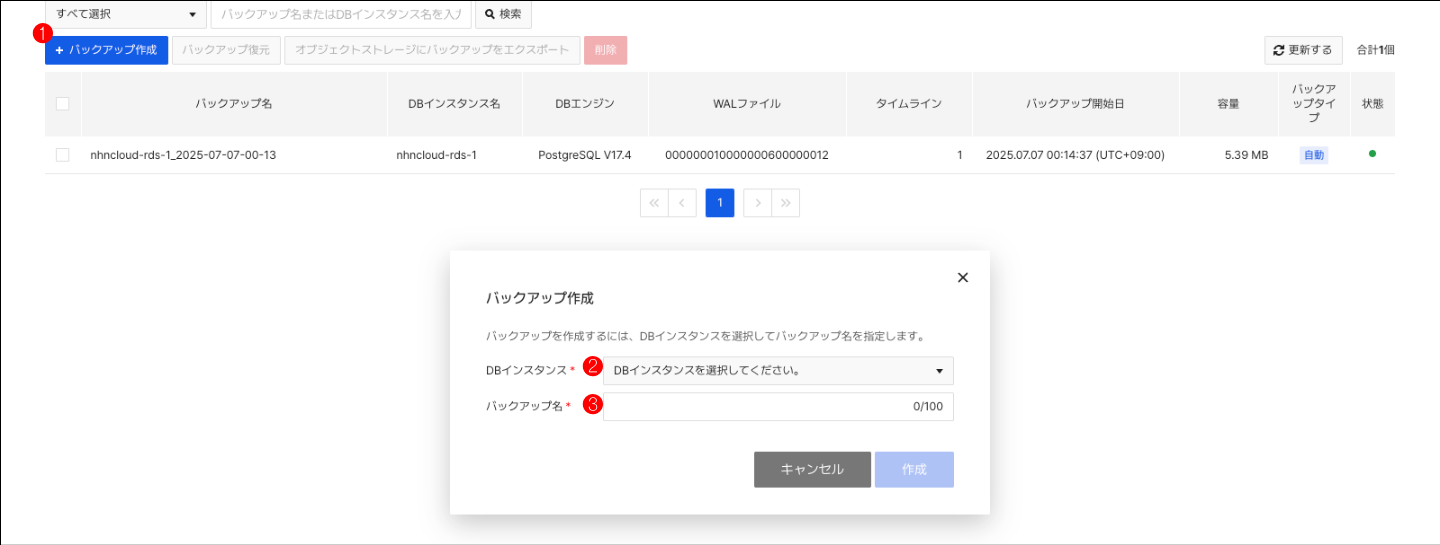 すべて選択
バックアップ名またはDBインスタンス名を入力
検索
1
+ バックアップ作成
バックアップ復元
オブジェクトストレージにバックアップをエクスポート
削除
更新する
合計1個
バックアップ名
DBインスタンス名
DBエンジン
WALファイル
タイムライン
バックアップ開始日
容量
バックア
ップタイ
プ
状態
nhncloud-rds-1_2025-07-07-00-13
nhncloud-rds-1
PostgreSQL V17.4
000000010000000600000012
1
2025.07.07 00:14:37 (UTC+09:00)
5.39 MB
自動
1
バックアップ作成
バックアップを作成するには、DBインスタンスを選択してバックアップ名を指定します。
DBインスタンス *
2
DBインスタンスを選択してください。
バックアップ名 *
3
0/100
キャンセル
作成